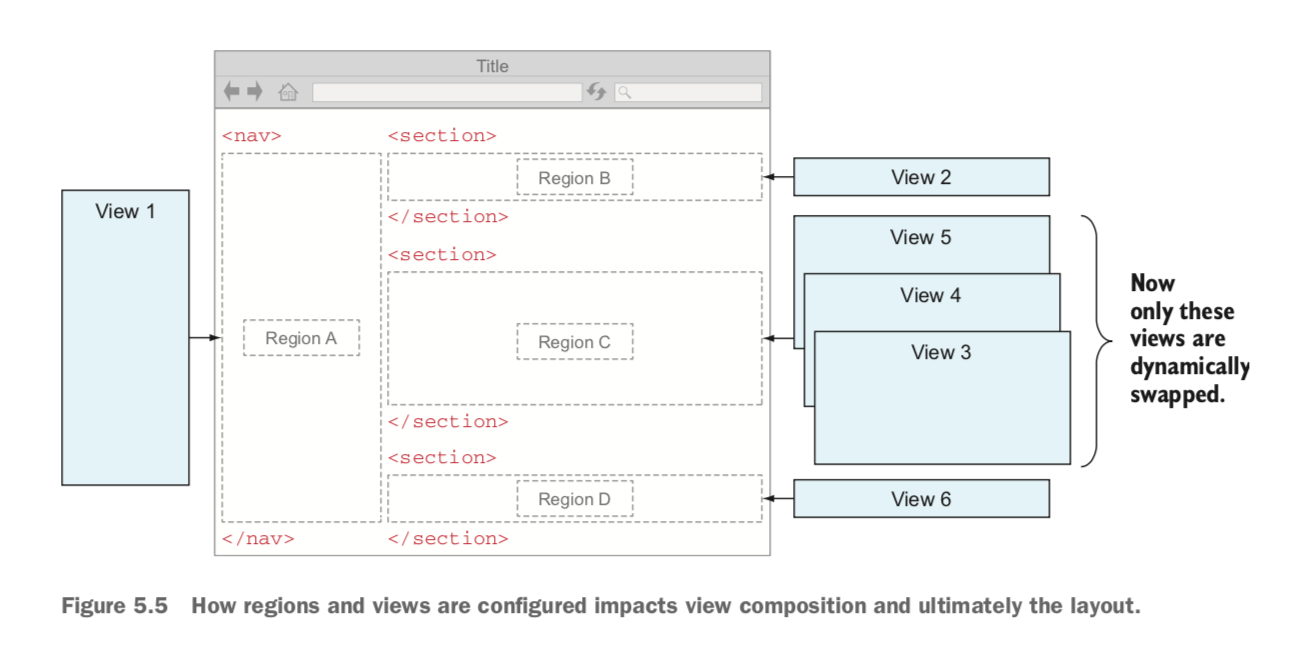 Title
<nav>
<section>
Region B
View 2
View 1
</section>
View 5
<section>
View 4
Now
only these
views are
dynamically
swapped.
Region A
Region C
View 3
</section>
<section>
Region D
View 6
</nav>
</section>
Figure 5.5 How regions and views are configured impacts view composition and ultimately the layout.